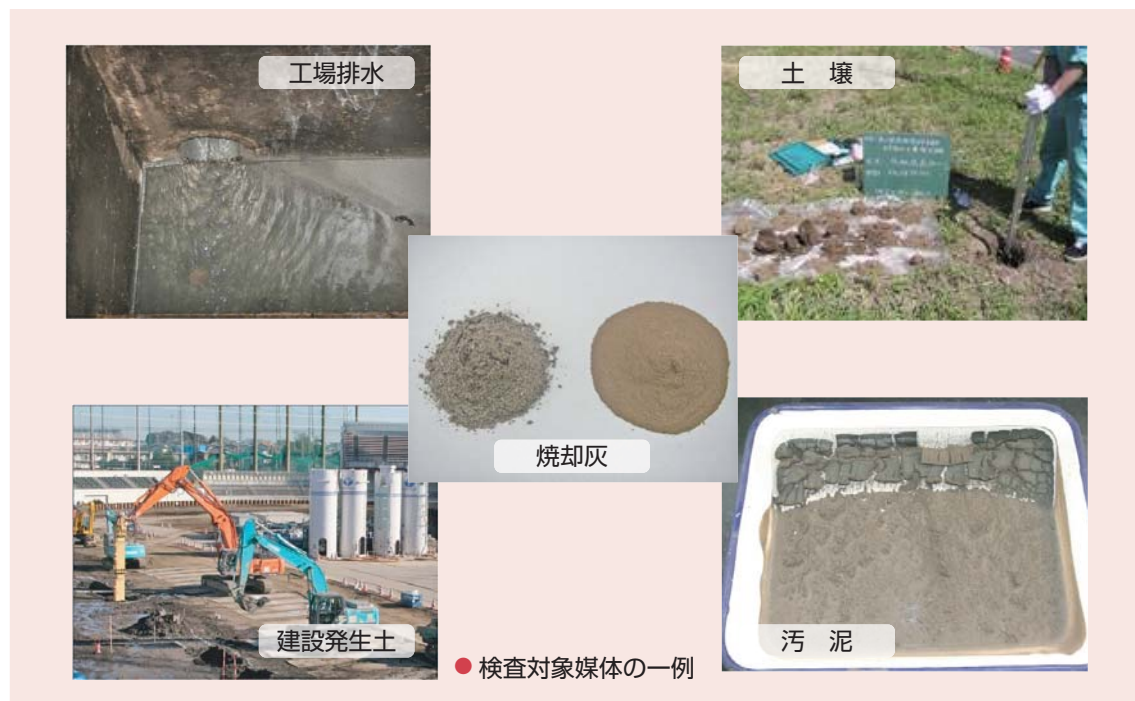 工場排水
土　壌
焼却灰
建設発生土
汚　泥
● 検査対象媒体の一例